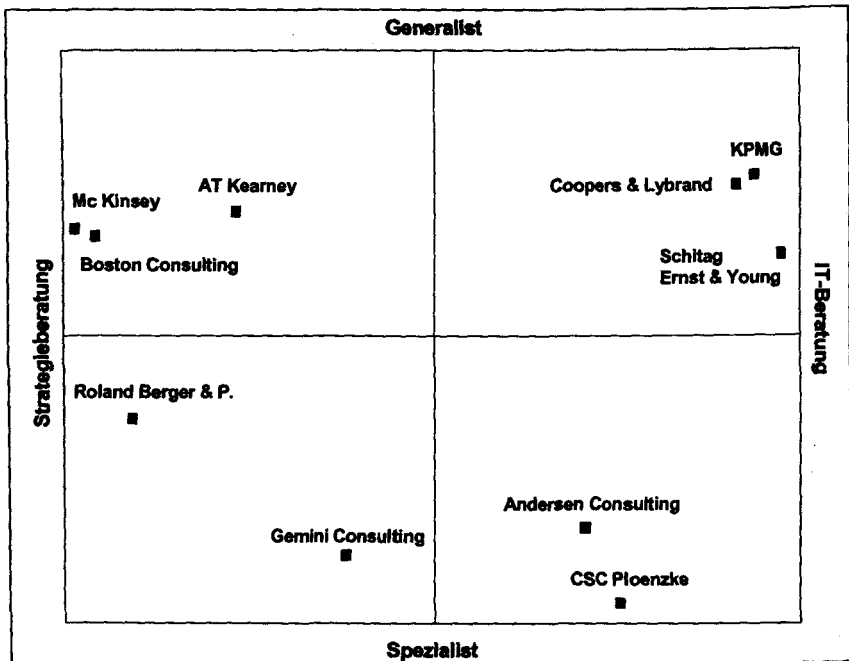 Generalist
KPMG
Coopers & Lybrand
AT Kearney
Mc Kinsey
Boston Consulting
Schitag
Ernst & Young
Strategieberatung
IT-Beratung
Roland Berger & P.
Andersen Consulting
Gemini Consulting
CSC Ploenzke
Spezialist